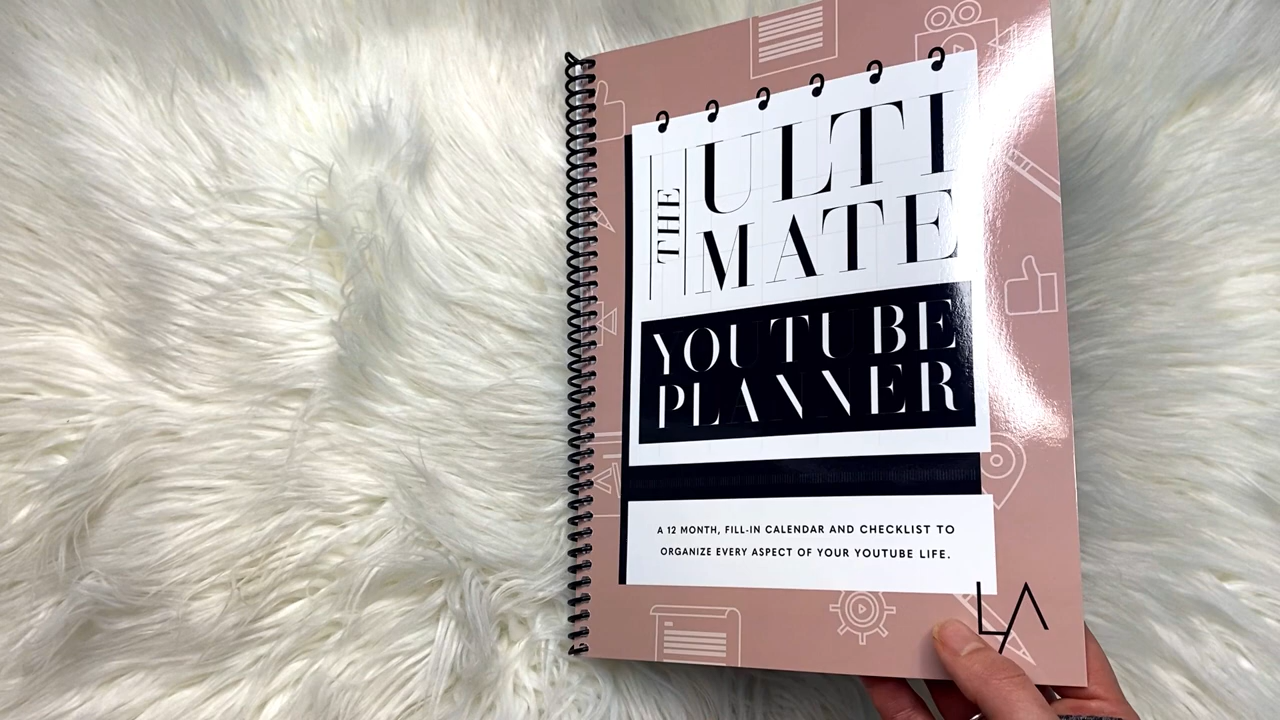 THE
ULTI
MATE
YOUTUBE
PLANNER
A 12 MONTH, FILL-IN CALENDAR AND CHECKLIST TO
ORGANIZE EVERY ASPECT OF YOUR YOUTUBE LIFE.
LA